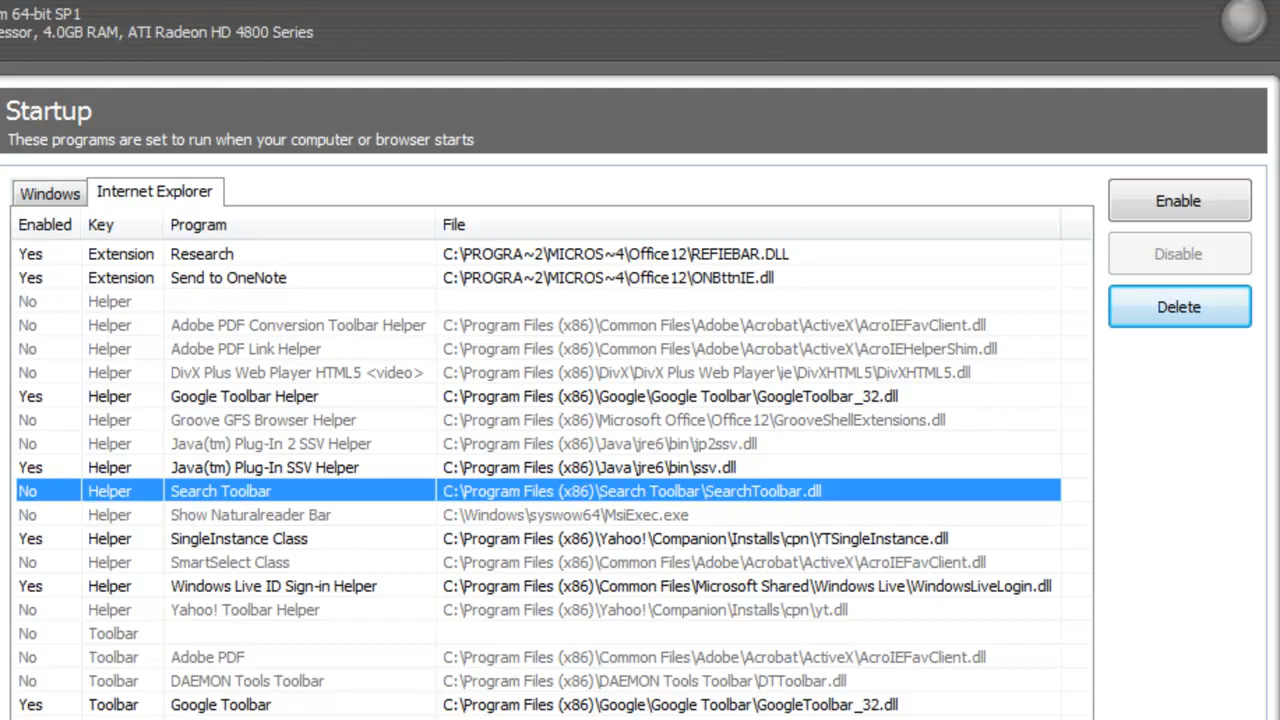 m 64-bit SP1
essor, 4.0GB RAM, ATI Radeon HD 4800 Series
Startup
These programs are set to run when your computer or browser starts
Windows Internet Explorer
Enabled Key Program File
Yes Extension Research C:\PROGRA~2\MICROS~4\Office12\REFIEBAR.DLL
Yes Extension Send to OneNote C:\PROGRA~2\MICROS~4\Office12\ONBttnIE.dll
No Helper
No Helper Adobe PDF Conversion Toolbar Helper C:\Program Files (x86)\Common Files\Adobe\Acrobat\ActiveX\AcroIEFavClient.dll
No Helper Adobe PDF Link Helper C:\Program Files (x86)\Common Files\Adobe\Acrobat\ActiveX\AcroIEHelperShim.dll
No Helper DivX Plus Web Player HTML5 <video> C:\Program Files (x86)\DivX\DivX Plus Web Player\ie\DivXHTML5\DivXHTML5.dll
Yes Helper Google Toolbar Helper C:\Program Files (x86)\Google\Google Toolbar\GoogleToolbar_32.dll
No Helper Groove GFS Browser Helper C:\Program Files (x86)\Microsoft Office\Office12\GrooveShellExtensions.dll
No Helper Java(tm) Plug-In 2 SSV Helper C:\Program Files (x86)\Java\jre6\bin\jp2ssv.dll
Yes Helper Java(tm) Plug-In SSV Helper C:\Program Files (x86)\Java\jre6\bin\ssv.dll
No Helper Search Toolbar C:\Program Files (x86)\Search Toolbar\SearchToolbar.dll
No Helper Show Naturalreader Bar C:\Windows\syswow64\MsiExec.exe
Yes Helper SingleInstance Class C:\Program Files (x86)\Yahoo!\Companion\Installs\cpn\YTSingleInstance.dll
No Helper SmartSelect Class C:\Program Files (x86)\Common Files\Adobe\Acrobat\ActiveX\AcroIEFavClient.dll
Yes Helper Windows Live ID Sign-in Helper C:\Program Files (x86)\Common Files\Microsoft Shared\Windows Live\WindowsLiveLogin.dll
No Helper Yahoo! Toolbar Helper C:\Program Files (x86)\Yahoo!\Companion\Installs\cpn\yt.dll
No Toolbar
No Toolbar Adobe PDF C:\Program Files (x86)\Common Files\Adobe\Acrobat\ActiveX\AcroIEFavClient.dll
No Toolbar DAEMON Tools Toolbar C:\Program Files (x86)\DAEMON Tools Toolbar\DTToolbar.dll
Yes Toolbar Google Toolbar C:\Program Files (x86)\Google\Google Toolbar\GoogleToolbar_32.dll
Enable
Disable
Delete